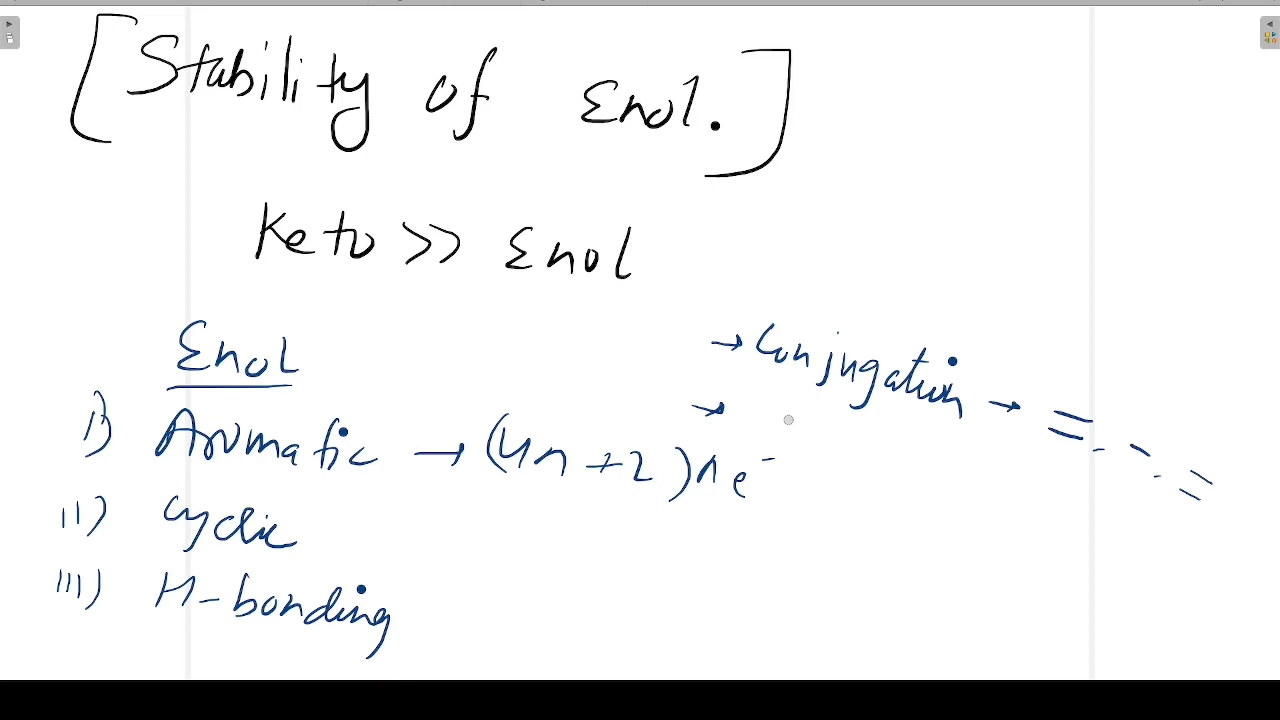 [Stability of Enol.]
Keto >> Enol
Enol
i) Aromatic → (4n+2)πe⁻
ii) Cyclic
iii) H-bonding
→ Conjugation → = - =
→